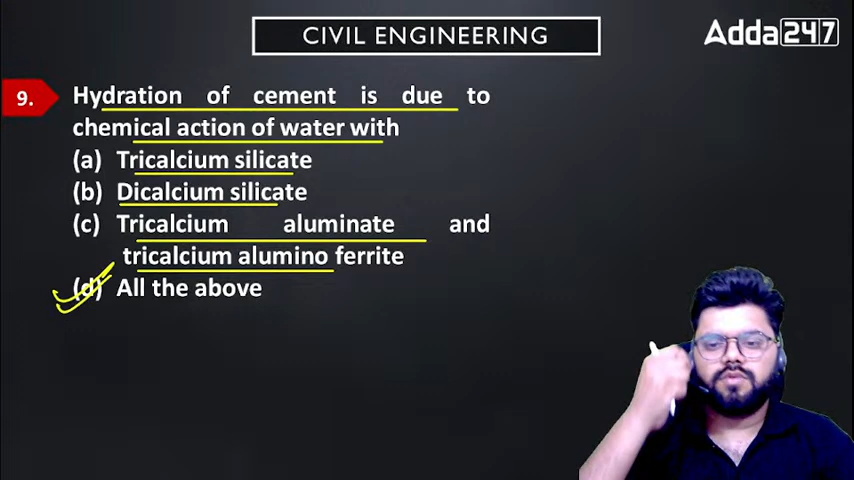 CIVIL ENGINEERING
Adda247
9.
Hydration of cement is due to
chemical action of water with
(a) Tricalcium silicate
(b) Dicalcium silicate
(c) Tricalcium aluminate and
tricalcium alumino ferrite
(d) All the above